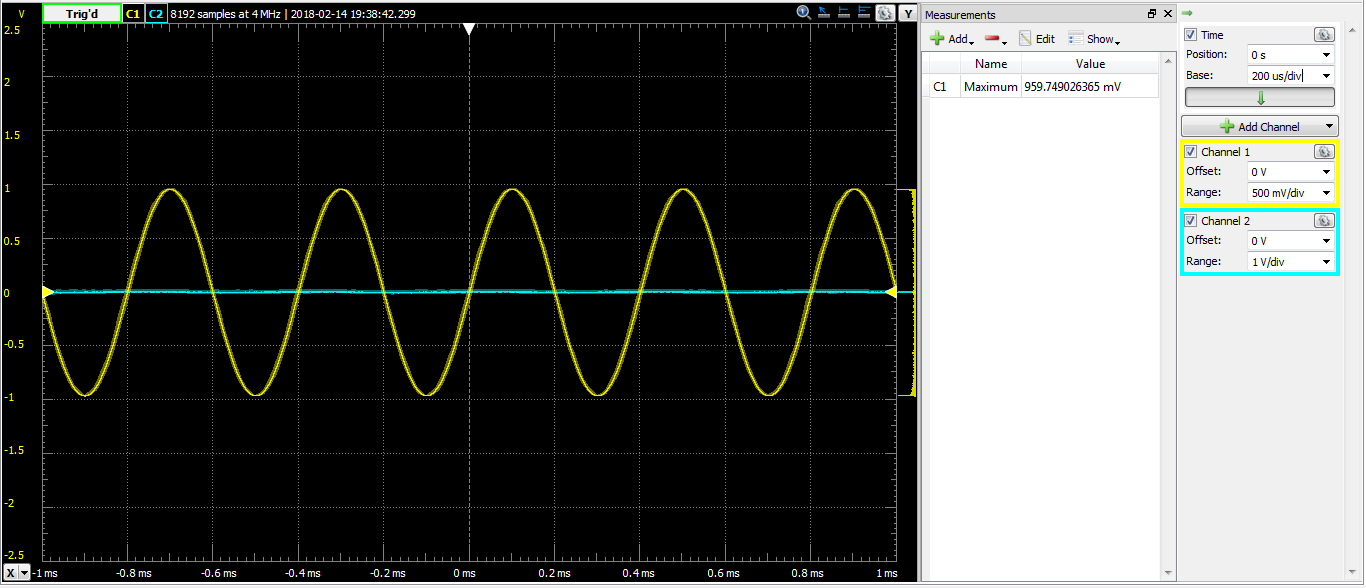 V Trig'd C1 C2 8192 samples at 4 MHz | 2018-02-14 19:38:42.299 Y
2.5
2
1.5
1
0.5
0
-0.5
-1
-1.5
-2
-2.5
X -1 ms -0.8 ms -0.6 ms -0.4 ms -0.2 ms 0 ms 0.2 ms 0.4 ms 0.6 ms 0.8 ms 1 ms
Measurements
Add Edit Show
Name Value
C1 Maximum 959.749026365 mV
Time
Position: 0 s
Base: 200 us/div
Add Channel
Channel 1
Offset: 0 V
Range: 500 mV/div
Channel 2
Offset: 0 V
Range: 1 V/div